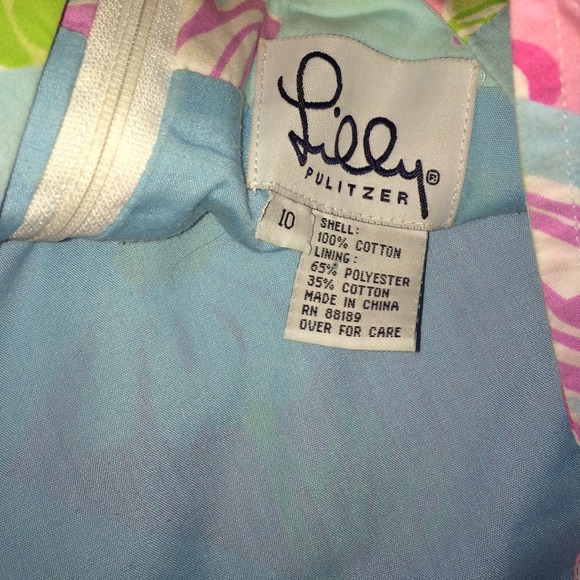 Lilly®
PULITZER
10
SHELL:
100% COTTON
LINING:
65% POLYESTER
35% COTTON
MADE IN CHINA
RN 88189
OVER FOR CARE